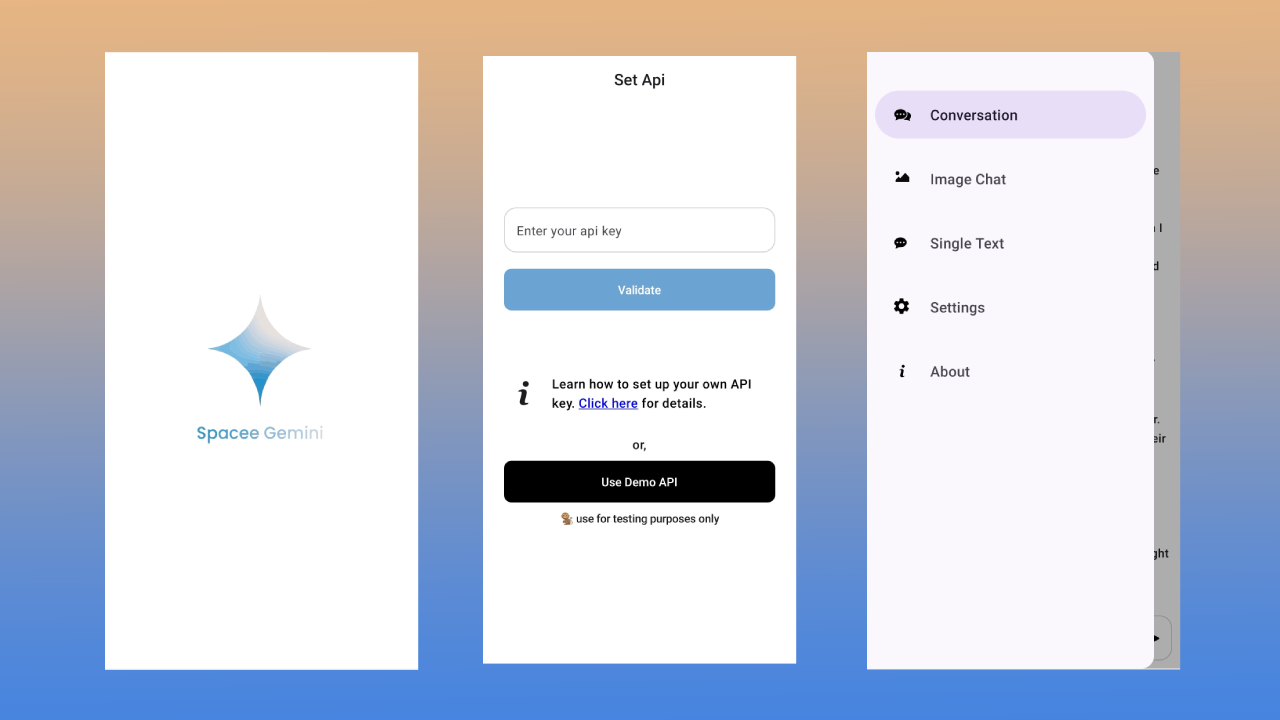 Spacee Gemini
Set Api
Enter your api key
Validate
Learn how to set up your own API
key. Click here for details.
or,
Use Demo API
use for testing purposes only
Conversation
Image Chat
Single Text
Settings
About